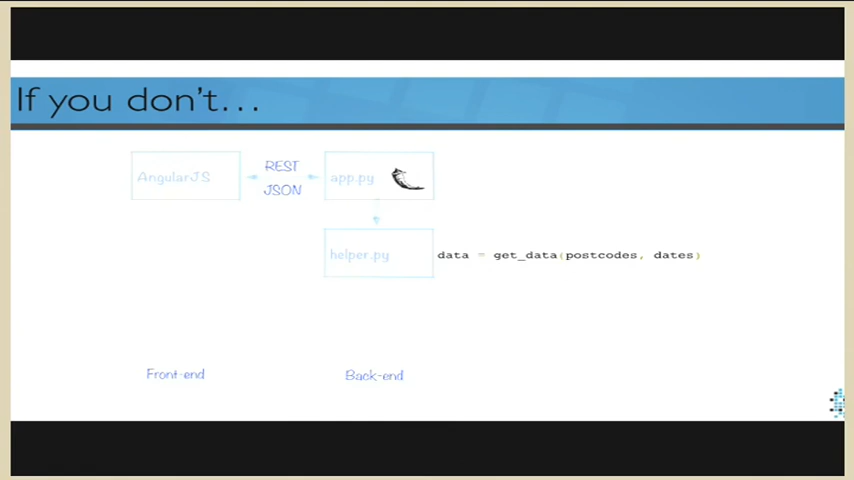 If you don't...
AngularJS
REST
JSON
app.py
helper.py
data = get_data(postcodes, dates)
Front-end
Back-end